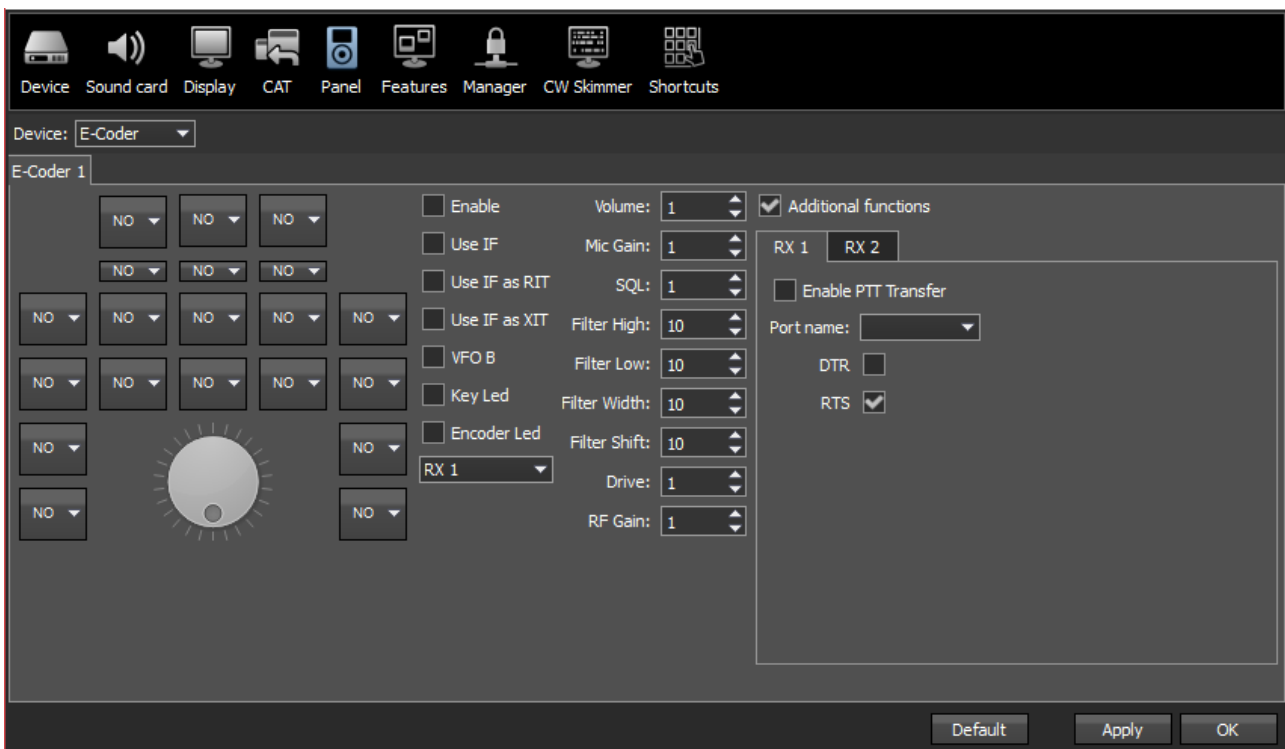 Device Sound card Display CAT Panel Features Manager CW Skimmer Shortcuts
Device: E-Coder
E-Coder 1
NO NO NO
NO NO NO
NO NO NO NO NO
NO NO NO NO NO
NO NO
NO NO
Enable
Use IF
Use IF as RIT
Use IF as XIT
VFO B
Key Led
Encoder Led
RX 1
Volume: 1
Mic Gain: 1
SQL: 1
Filter High: 10
Filter Low: 10
Filter Width: 10
Filter Shift: 10
Drive: 1
RF Gain: 1
Additional functions
RX 1 RX 2
Enable PTT Transfer
Port name:
DTR
RTS
Default Apply OK